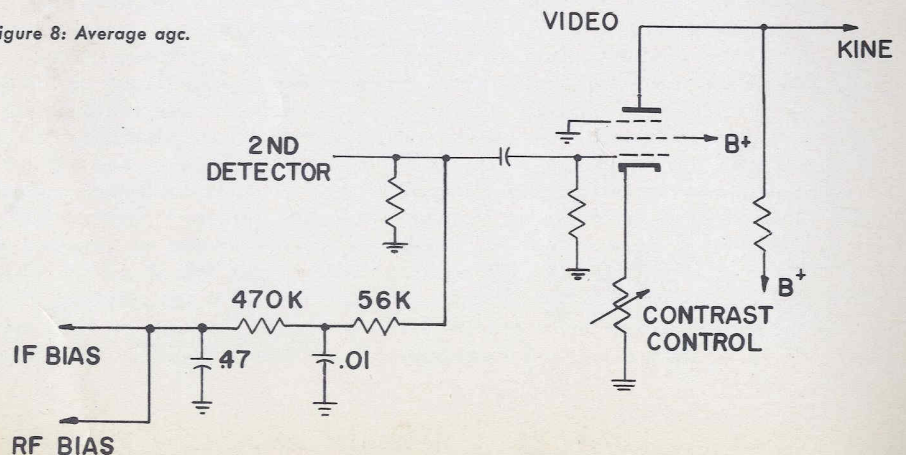 igure 8: Average agc.
VIDEO
KINE
2ND
DETECTOR
B+
470K
56K
B+
CONTRAST
CONTROL
IF BIAS
.47
.01
RF BIAS